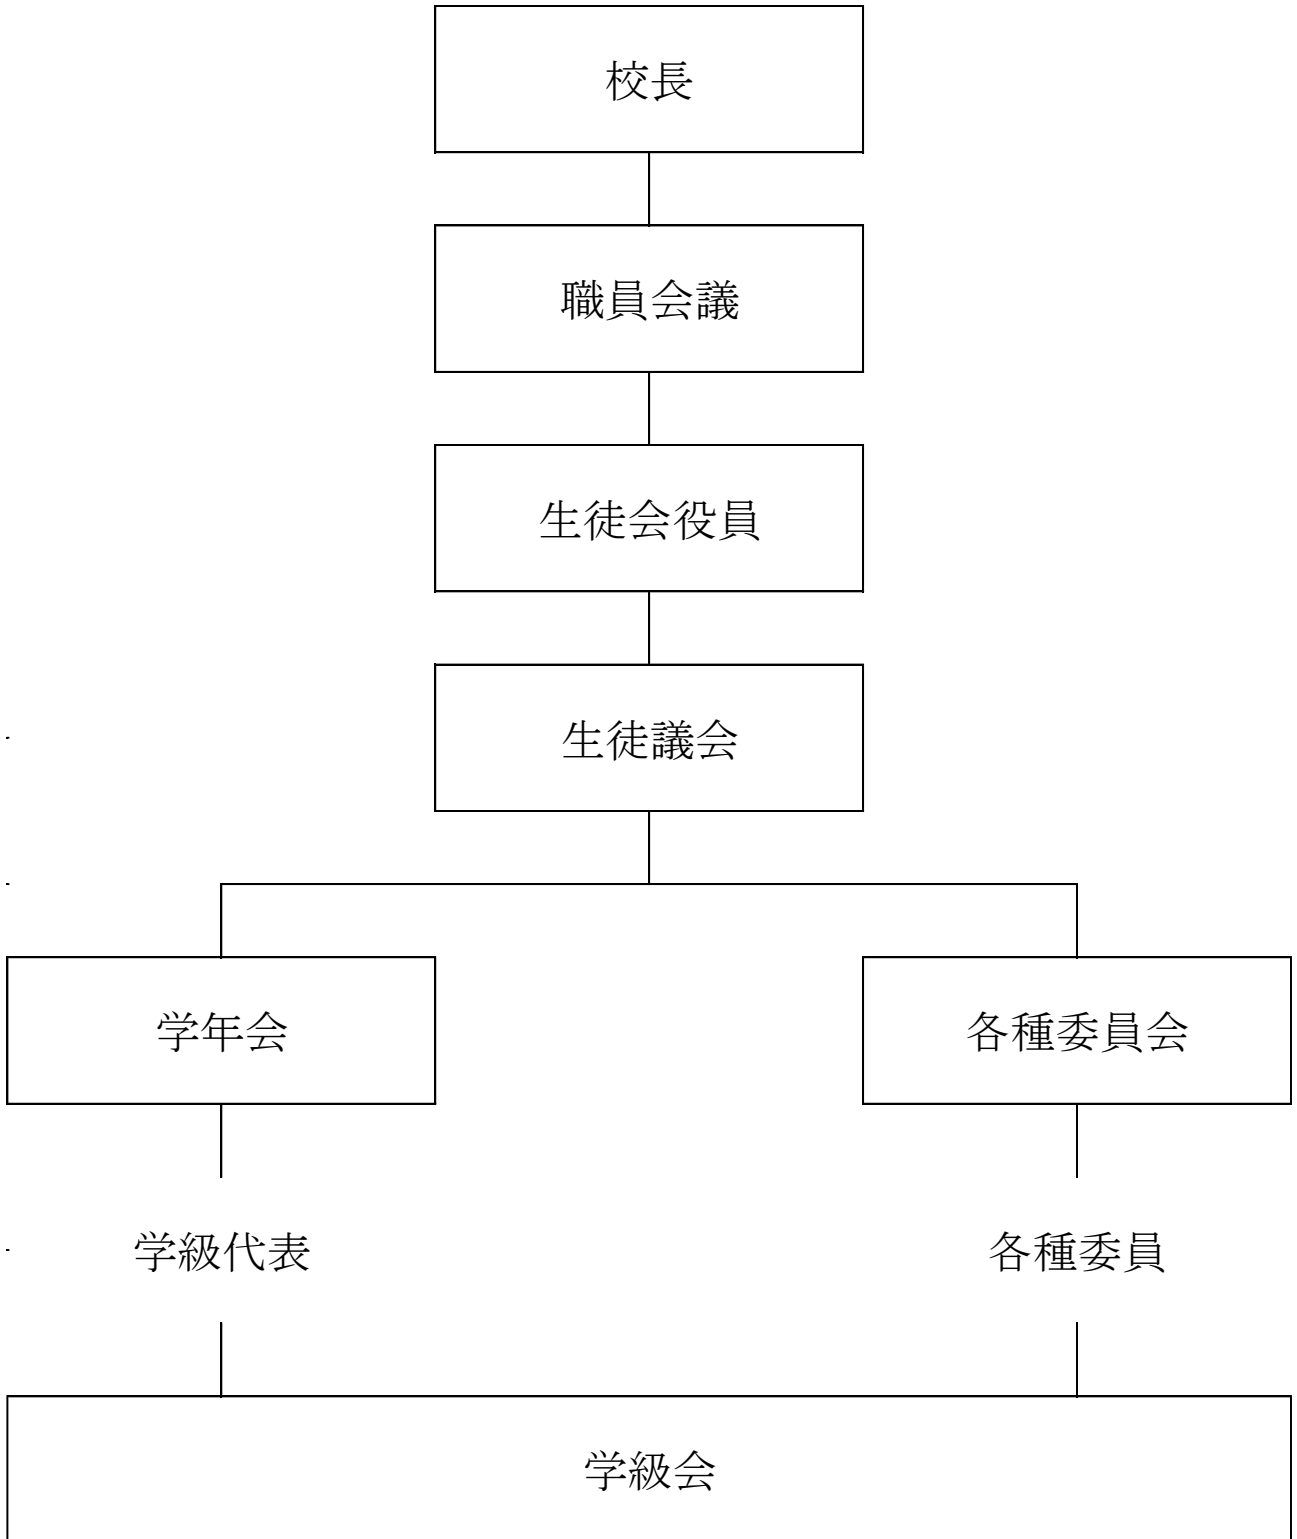 校長
職員会議
生徒会役員
生徒議会
学年会
各種委員会
学級代表
各種委員
学級会